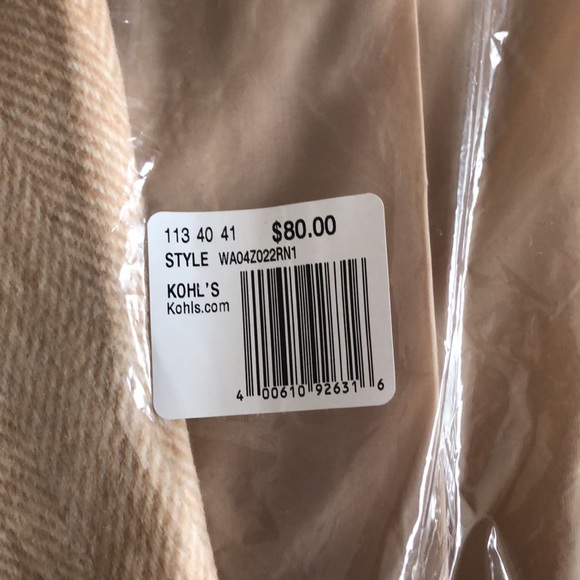 113 40 41 $80.00
STYLE WA04Z022RN1
KOHL'S
Kohls.com
4 00610 92631 6